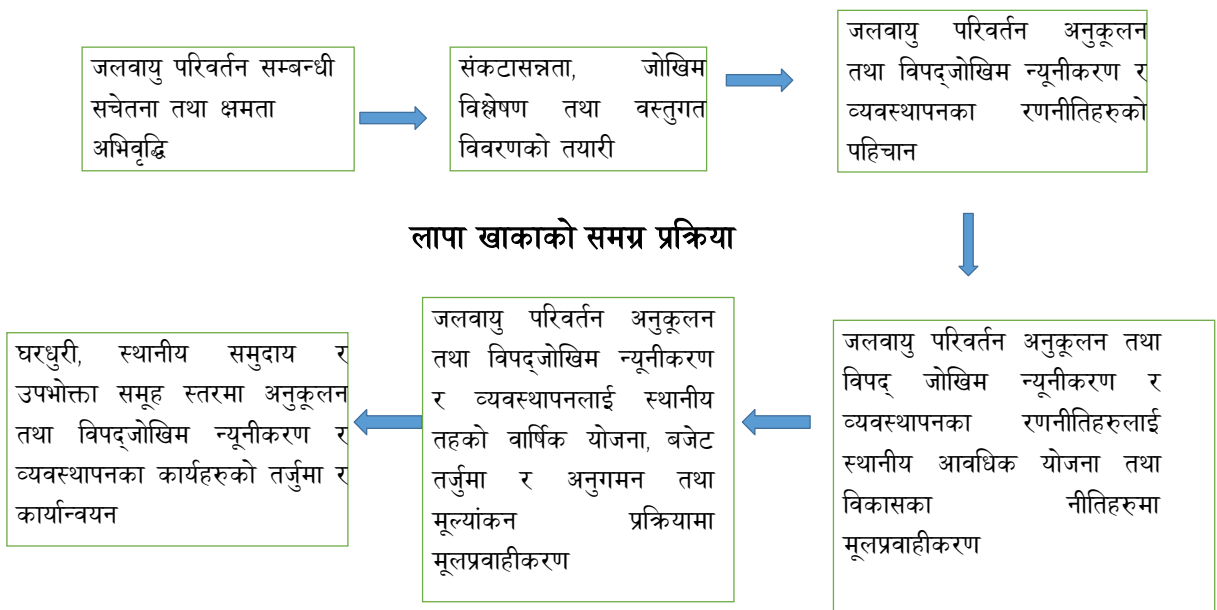 जलवायु परिवर्तन सम्बन्धी
सचेतना तथा क्षमता
अभिवृद्धि
संकटासन्नता, जोखिम
विश्लेषण तथा वस्तुगत
विवरणको तयारी
जलवायु परिवर्तन अनुकूलन
तथा विपद्जोखिम न्यूनीकरण र
व्यवस्थापनका रणनीतिहरुको
पहिचान
लापा खाकाको समग्र प्रक्रिया
जलवायु परिवर्तन अनुकूलन तथा
विपद् जोखिम न्यूनीकरण र
व्यवस्थापनका रणनीतिहरुलाई
स्थानीय आवधिक योजना तथा
विकासका नीतिहरुमा
मूलप्रवाहीकरण
जलवायु परिवर्तन अनुकूलन
तथा विपद्जोखिम न्यूनीकरण
र व्यवस्थापनलाई स्थानीय
तहको वार्षिक योजना, बजेट
तर्जुमा र अनुगमन तथा
मूल्यांकन प्रक्रियामा
मूलप्रवाहीकरण
घरधुरी, स्थानीय समुदाय र
उपभोक्ता समूह स्तरमा अनुकूलन
तथा विपद्जोखिम न्यूनीकरण र
व्यवस्थापनका कार्यहरुको तर्जुमा र
कार्यान्वयन